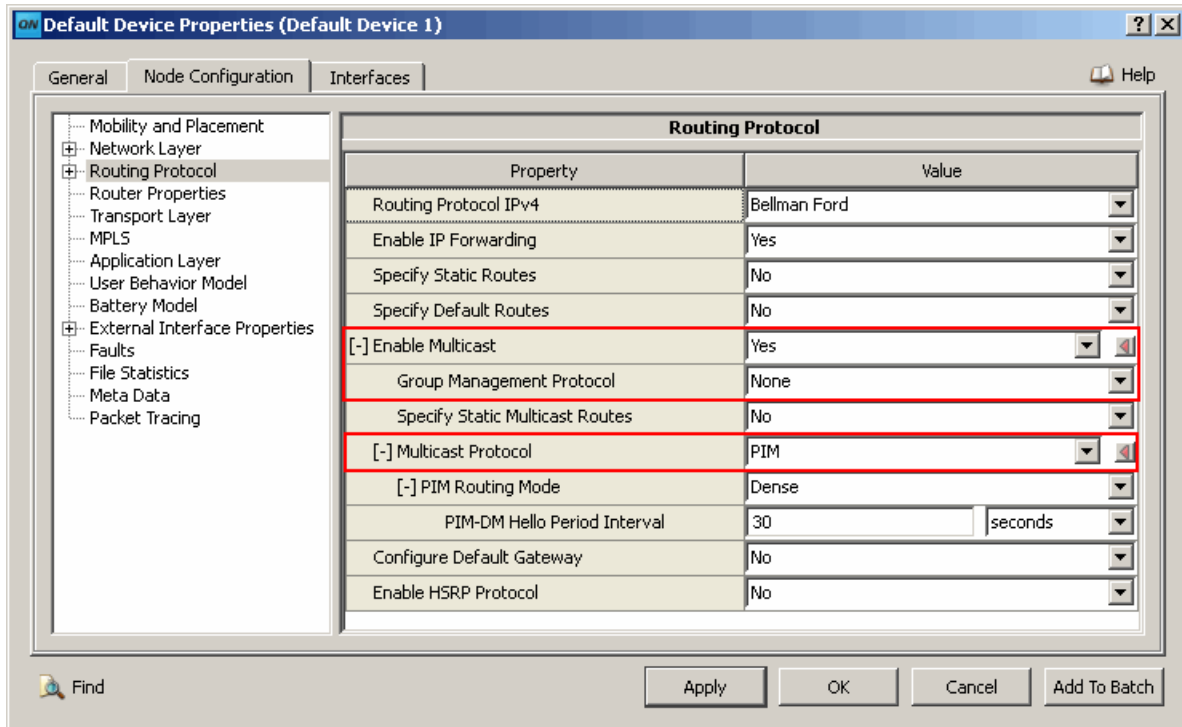 QN Default Device Properties (Default Device 1)
General Node Configuration Interfaces Help
Mobility and Placement
Network Layer
Routing Protocol
Router Properties
Transport Layer
MPLS
Application Layer
User Behavior Model
Battery Model
External Interface Properties
Faults
File Statistics
Meta Data
Packet Tracing
Routing Protocol
Property Value
Routing Protocol IPv4 Bellman Ford
Enable IP Forwarding Yes
Specify Static Routes No
Specify Default Routes No
[-] Enable Multicast Yes
Group Management Protocol None
Specify Static Multicast Routes No
[-] Multicast Protocol PIM
[-] PIM Routing Mode Dense
PIM-DM Hello Period Interval 30 seconds
Configure Default Gateway No
Enable HSRP Protocol No
Find Apply OK Cancel Add To Batch